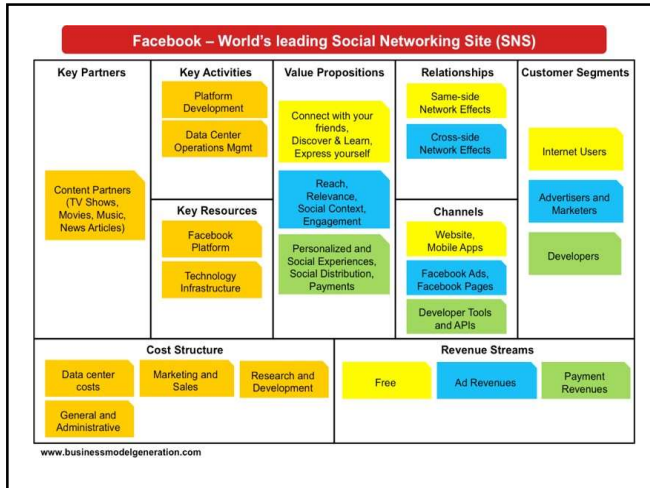 Facebook – World's leading Social Networking Site (SNS)
Key Partners
Content Partners
(TV Shows,
Movies, Music,
News Articles)
Key Activities
Platform
Development
Data Center
Operations Mgmt
Key Resources
Facebook
Platform
Technology
Infrastructure
Value Propositions
Connect with your
friends,
Discover & Learn,
Express yourself
Reach,
Relevance,
Social Context,
Engagement
Personalized and
Social Experiences,
Social Distribution,
Payments
Relationships
Same-side
Network Effects
Cross-side
Network Effects
Channels
Website,
Mobile Apps
Facebook Ads,
Facebook Pages
Developer Tools
and APIs
Customer Segments
Internet Users
Advertisers and
Marketers
Developers
Cost Structure
Data center
costs
Marketing and
Sales
Research and
Development
General and
Administrative
Revenue Streams
Free
Ad Revenues
Payment
Revenues
www.businessmodelgeneration.com